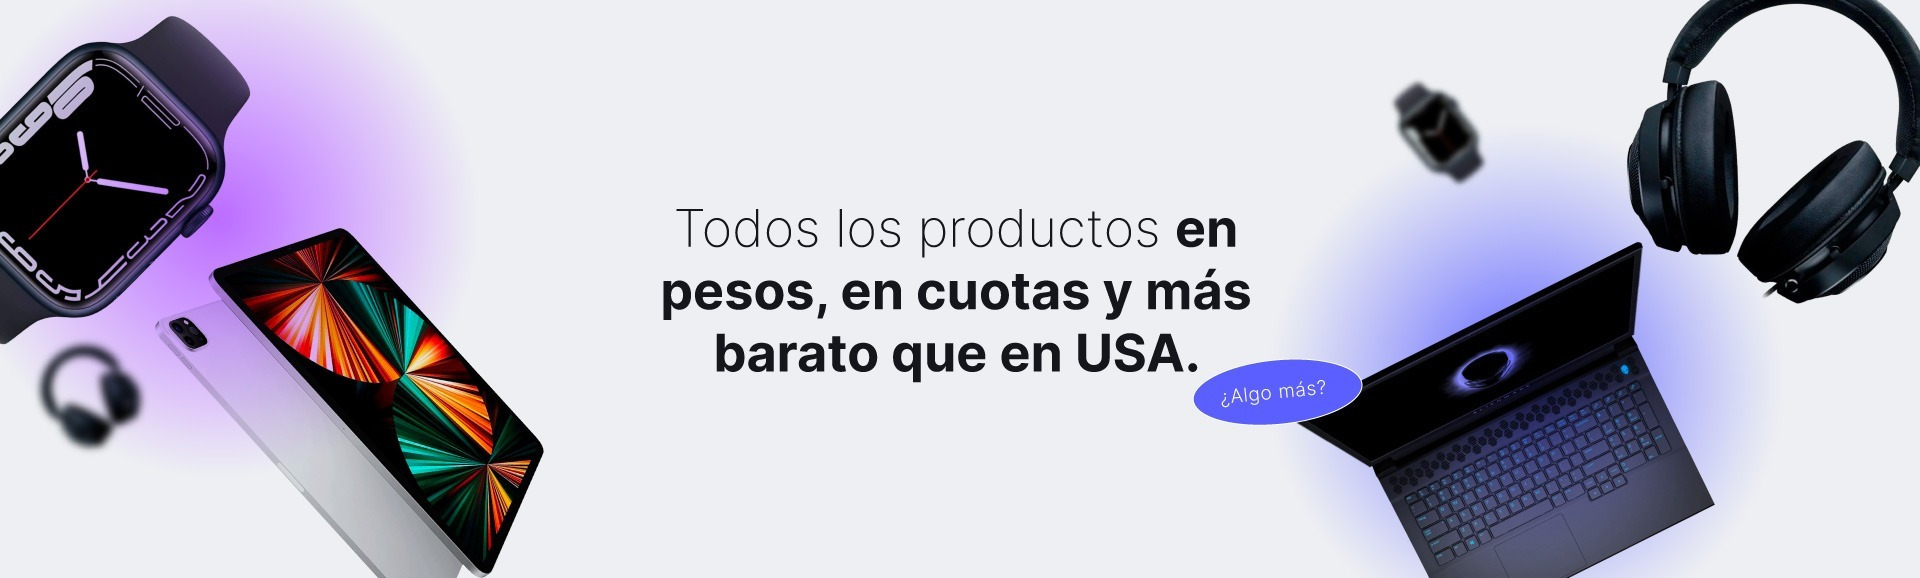 Todos los productos en
pesos, en cuotas y más
barato que en USA.
¿Algo más?